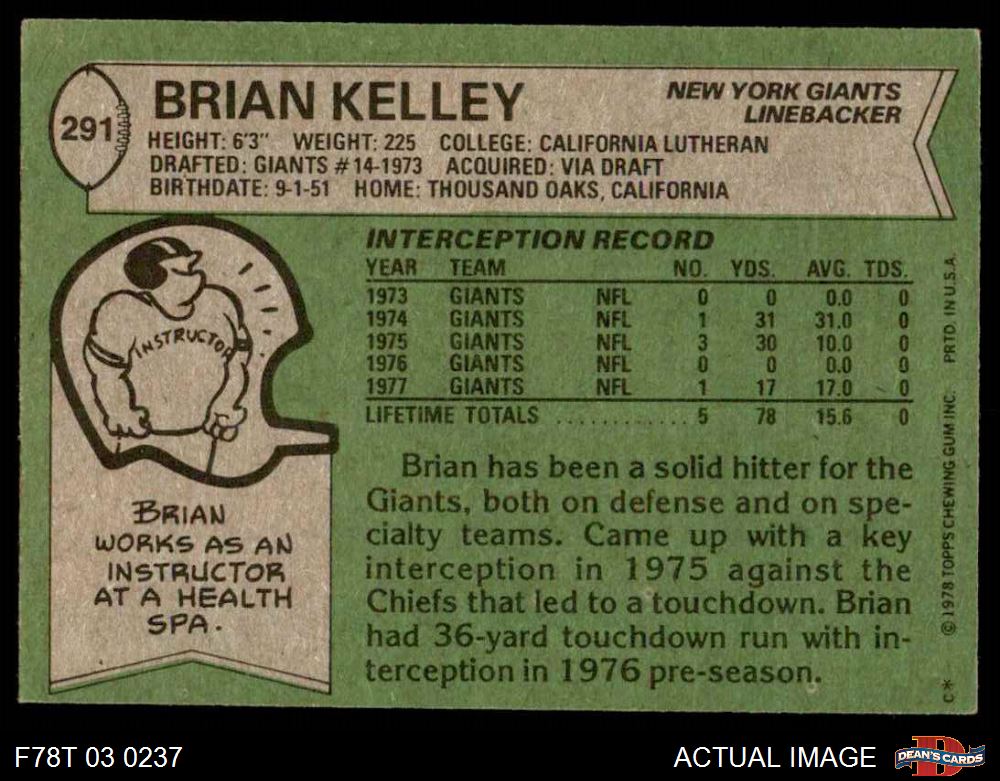 291
BRIAN KELLEY
NEW YORK GIANTS
LINEBACKER
HEIGHT: 6'3" WEIGHT: 225 COLLEGE: CALIFORNIA LUTHERAN
DRAFTED: GIANTS #14-1973 ACQUIRED: VIA DRAFT
BIRTHDATE: 9-1-51 HOME: THOUSAND OAKS, CALIFORNIA
INSTRUCTOR
BRIAN
WORKS AS AN
INSTRUCTOR
AT A HEALTH
SPA.
INTERCEPTION RECORD
YEAR TEAM NO. YDS. AVG. TDS.
1973 GIANTS NFL 0 0 0.0 0
1974 GIANTS NFL 1 31 31.0 0
1975 GIANTS NFL 3 30 10.0 0
1976 GIANTS NFL 0 0 0.0 0
1977 GIANTS NFL 1 17 17.0 0
LIFETIME TOTALS ............ 5 78 15.6 0
Brian has been a solid hitter for the
Giants, both on defense and on spe-
cialty teams. Came up with a key
interception in 1975 against the
Chiefs that led to a touchdown. Brian
had 36-yard touchdown run with in-
terception in 1976 pre-season.
C* ©1978 TOPPS CHEWING GUM INC. PRTD. IN U.S.A.
F78T 03 0237
ACTUAL IMAGE
D
DEAN'S CARDS